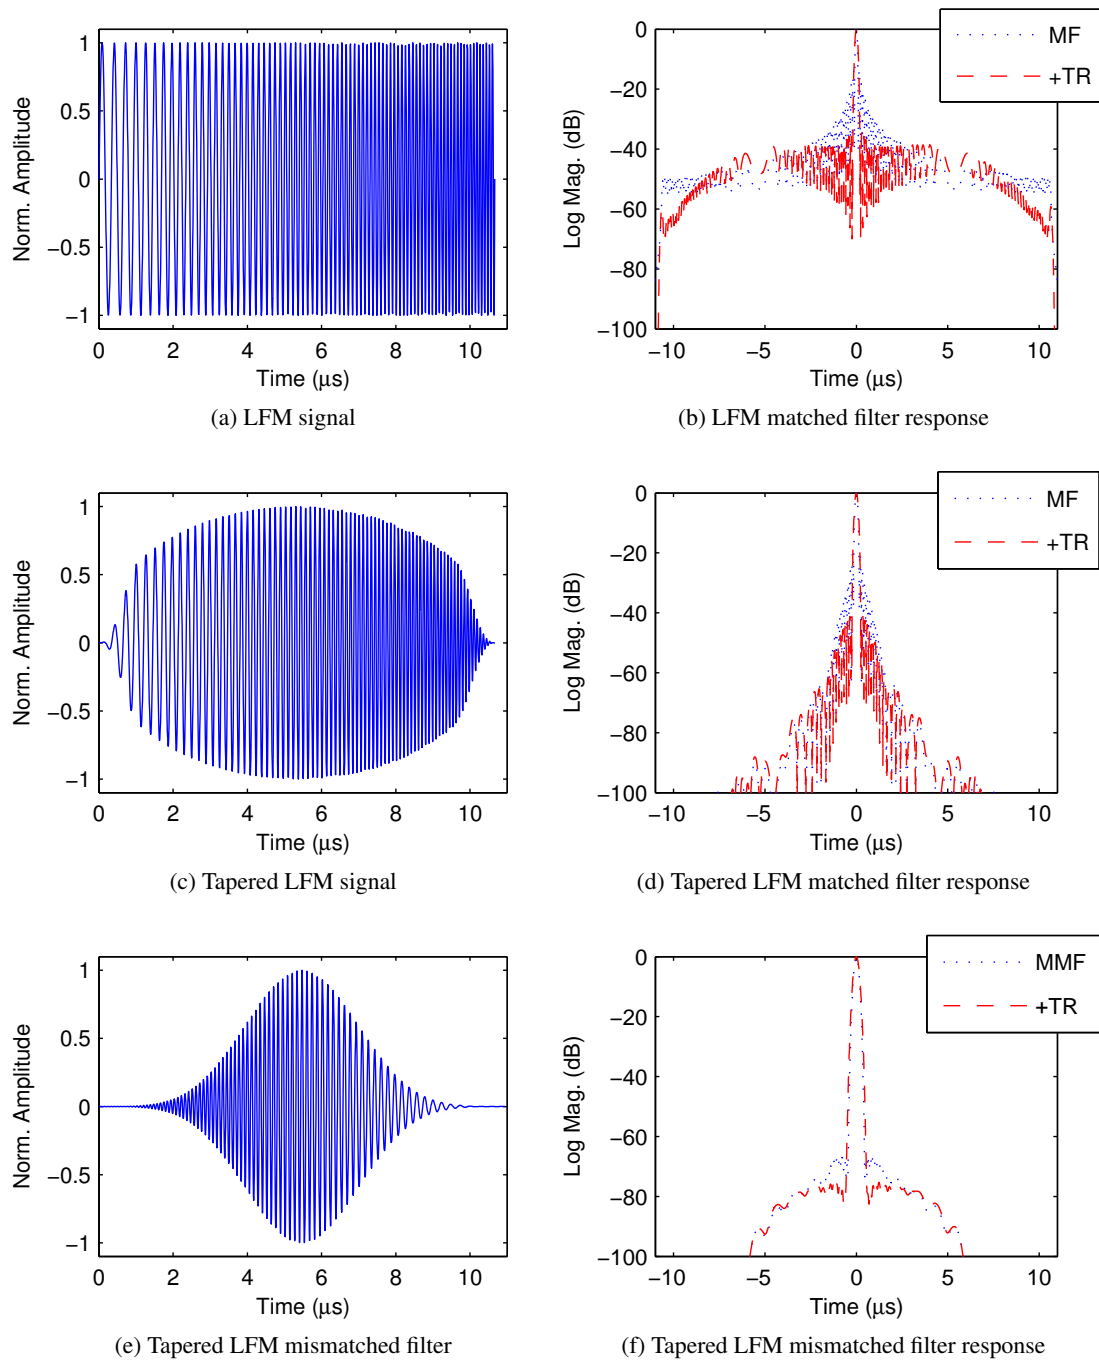 1
0.5
0
−0.5
−1
0 2 4 6 8 10
Norm. Amplitude
Time (μs)
(a) LFM signal
0
−20
−40
−60
−80
−100
−10 −5 0 5 10
Log Mag. (dB)
Time (μs)
MF
+TR
(b) LFM matched filter response
1
0.5
0
−0.5
−1
0 2 4 6 8 10
Norm. Amplitude
Time (μs)
(c) Tapered LFM signal
0
−20
−40
−60
−80
−100
−10 −5 0 5 10
Log Mag. (dB)
Time (μs)
MF
+TR
(d) Tapered LFM matched filter response
1
0.5
0
−0.5
−1
0 2 4 6 8 10
Norm. Amplitude
Time (μs)
(e) Tapered LFM mismatched filter
0
−20
−40
−60
−80
−100
−10 −5 0 5 10
Log Mag. (dB)
Time (μs)
MMF
+TR
(f) Tapered LFM mismatched filter response